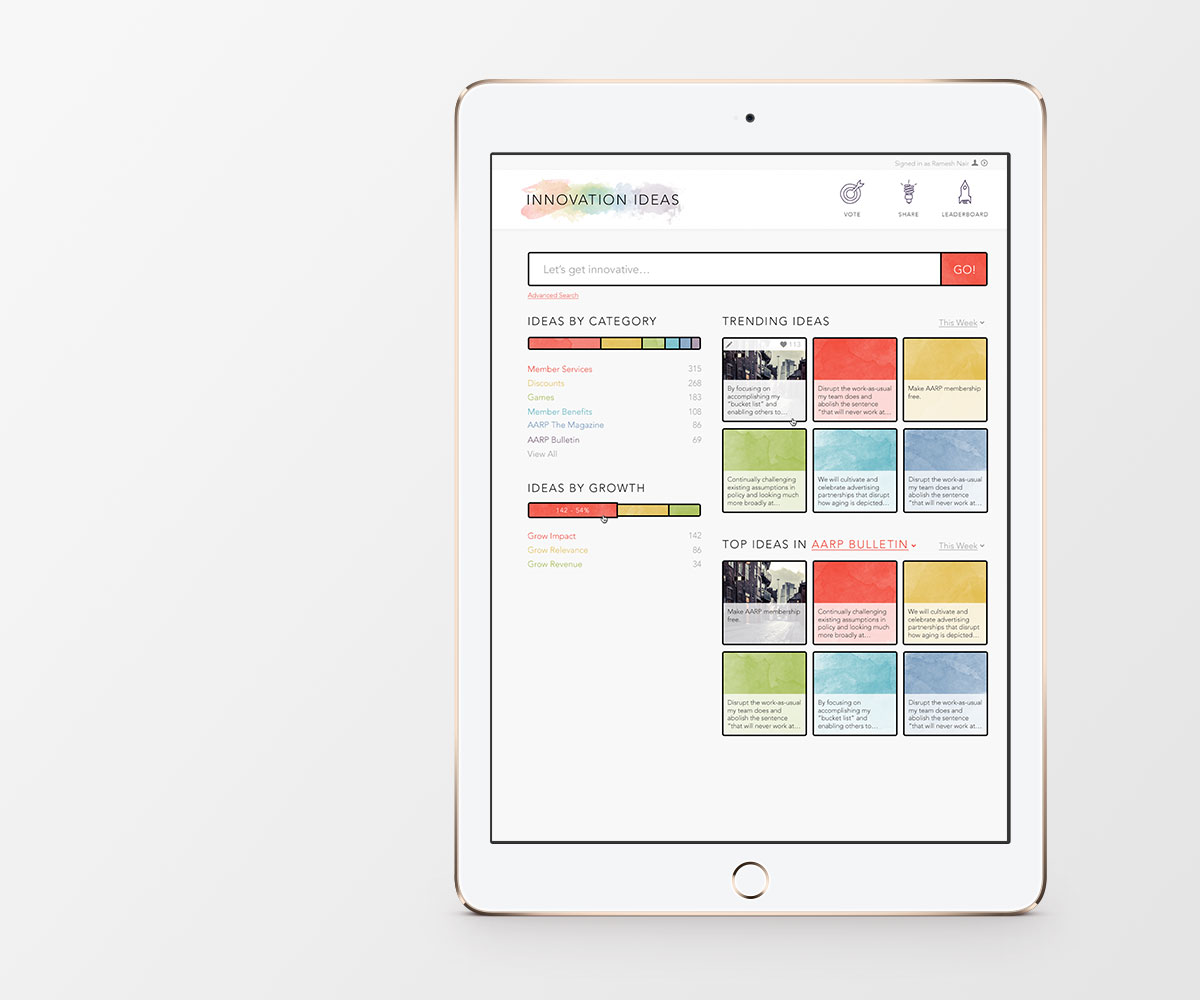 Signed in as Ramesh Nair
INNOVATION IDEAS
VOTE
SHARE
LEADERBOARD
Let's get innovative...
GO!
Advanced Search
IDEAS BY CATEGORY
Member Services 315
Discounts 268
Games 183
Member Benefits 108
AARP The Magazine 86
AARP Bulletin 69
View All
IDEAS BY GROWTH
142 - 54%
Grow Impact 142
Grow Relevance 86
Grow Revenue 34
TRENDING IDEAS
This Week
By focusing on
accomplishing my
"bucket list" and
enabling others to...
Disrupt the work-as-usual
my team does and
abolish the sentence
"that will never work at...
Make AARP membership
free.
Continually challenging
existing assumptions in
policy and looking much
more broadly at...
We will cultivate and
celebrate advertising
partnerships that disrupt
how aging is depicted...
Disrupt the work-as-usual
my team does and
abolish the sentence
"that will never work at...
TOP IDEAS IN AARP BULLETIN
This Week
Make AARP membership
free.
Continually challenging
existing assumptions in
policy and looking much
more broadly at...
We will cultivate and
celebrate advertising
partnerships that disrupt
how aging is depicted...
Disrupt the work-as-usual
my team does and
abolish the sentence
"that will never work at...
By focusing on
accomplishing my
"bucket list" and
enabling others to...
Disrupt the work-as-usual
my team does and
abolish the sentence
"that will never work at...